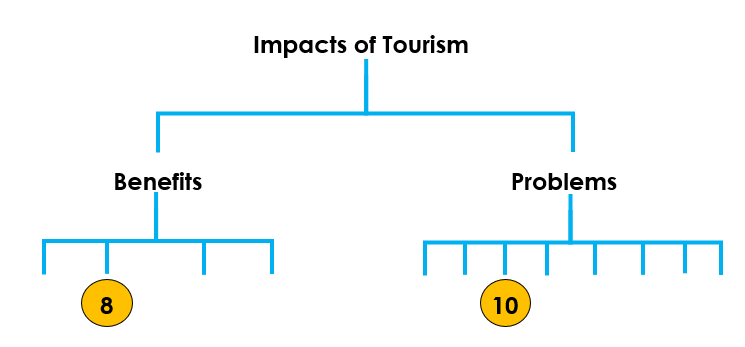 Impacts of Tourism
Benefits
Problems
8
10